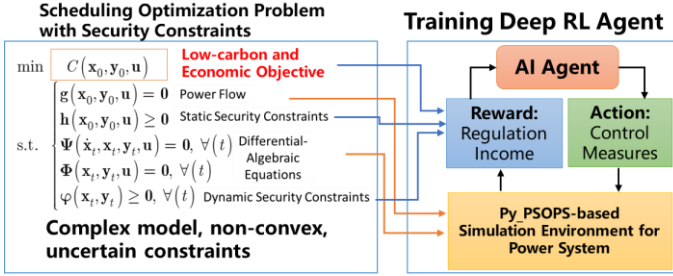 Scheduling Optimization Problem
with Security Constraints
min C(x₀, y₀, u) Low-carbon and
Economic Objective
g(x₀, y₀, u) = 0 Power Flow
h(x₀, y₀, u) ≥ 0 Static Security Constraints
s.t. Ψ(ẋₜ, xₜ, yₜ, u) = 0, ∀(t) Differential-
Algebraic
Equations
Φ(xₜ, yₜ, u) = 0, ∀(t)
φ(xₜ, yₜ) ≥ 0, ∀(t) Dynamic Security Constraints
Complex model, non-convex,
uncertain constraints
Training Deep RL Agent
AI Agent
Reward:
Regulation
Income
Action:
Control
Measures
Py_PSOPS-based
Simulation Environment for
Power System